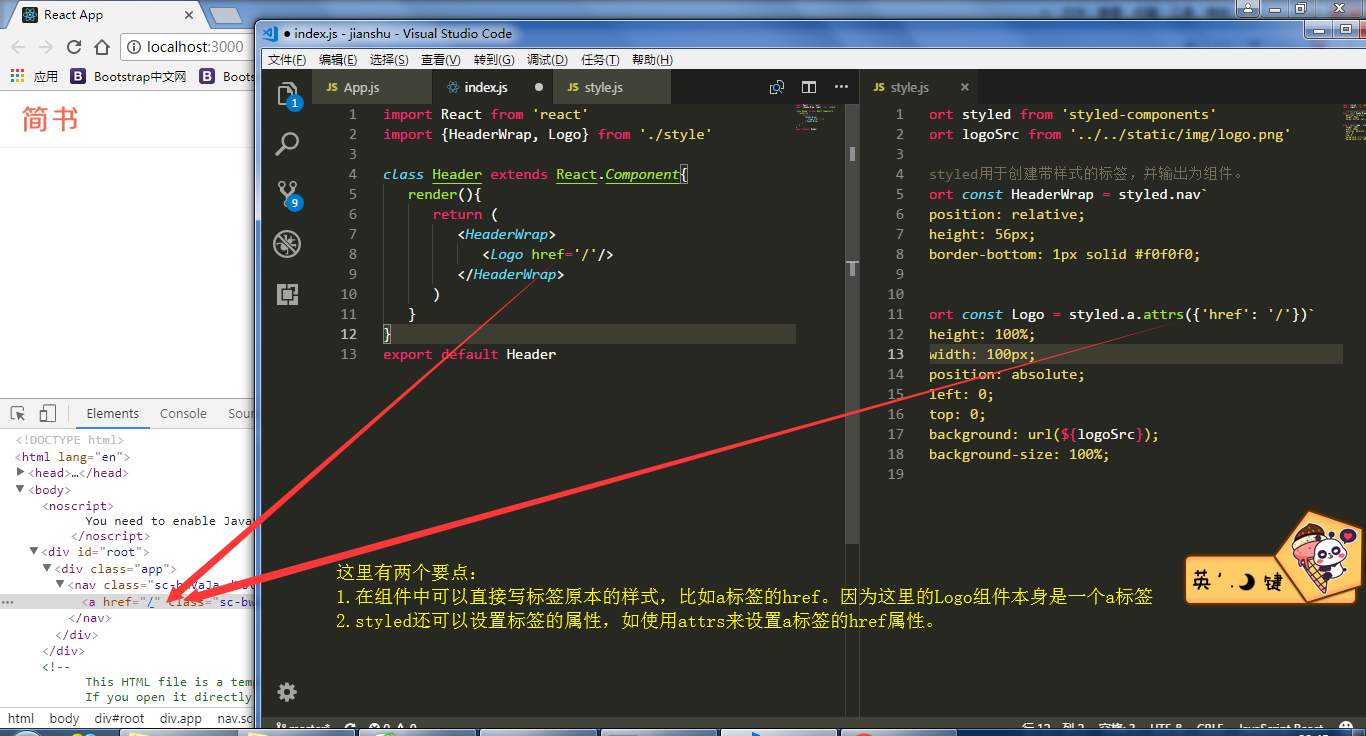 React App
localhost:3000
应用 Bootstrap中文网 Boots
简书
Elements Console Sour
<!DOCTYPE html>
<html lang="en">
<head>…</head>
<body>
<noscript>
You need to enable Java
</noscript>
<div id="root">
<div class="app">
<nav class="sc-
<a href="/" class="sc-bw
</nav>
</div>
</div>
<!--
This HTML file is a temp
If you open it directly
html body div#root div.app nav.sc
● index.js - jianshu - Visual Studio Code
文件(F) 编辑(E) 选择(S) 查看(V) 转到(G) 调试(D) 任务(T) 帮助(H)
1
9
JS App.js index.js JS style.js
1 import React from 'react'
2 import {HeaderWrap, Logo} from './style'
3
4 class Header extends React.Component{
5 render(){
6 return (
7 <HeaderWrap>
8 <Logo href='/'/>
9 </HeaderWrap>
10 )
11 }
12 }
13 export default Header
JS style.js
1 ort styled from 'styled-components'
2 ort logoSrc from '../../static/img/logo.png'
3
4 styled用于创建带样式的标签，并输出为组件。
5 ort const HeaderWrap = styled.nav`
6 position: relative;
7 height: 56px;
8 border-bottom: 1px solid #f0f0f0;
9
10
11 ort const Logo = styled.a.attrs({'href': '/'})`
12 height: 100%;
13 width: 100px;
14 position: absolute;
15 left: 0;
16 top: 0;
17 background: url(${logoSrc});
18 background-size: 100%;
19
这里有两个要点：
1.在组件中可以直接写标签原本的样式，比如a标签的href。因为这里的Logo组件本身是一个a标签
2.styled还可以设置标签的属性，如使用attrs来设置a标签的href属性。
英 键